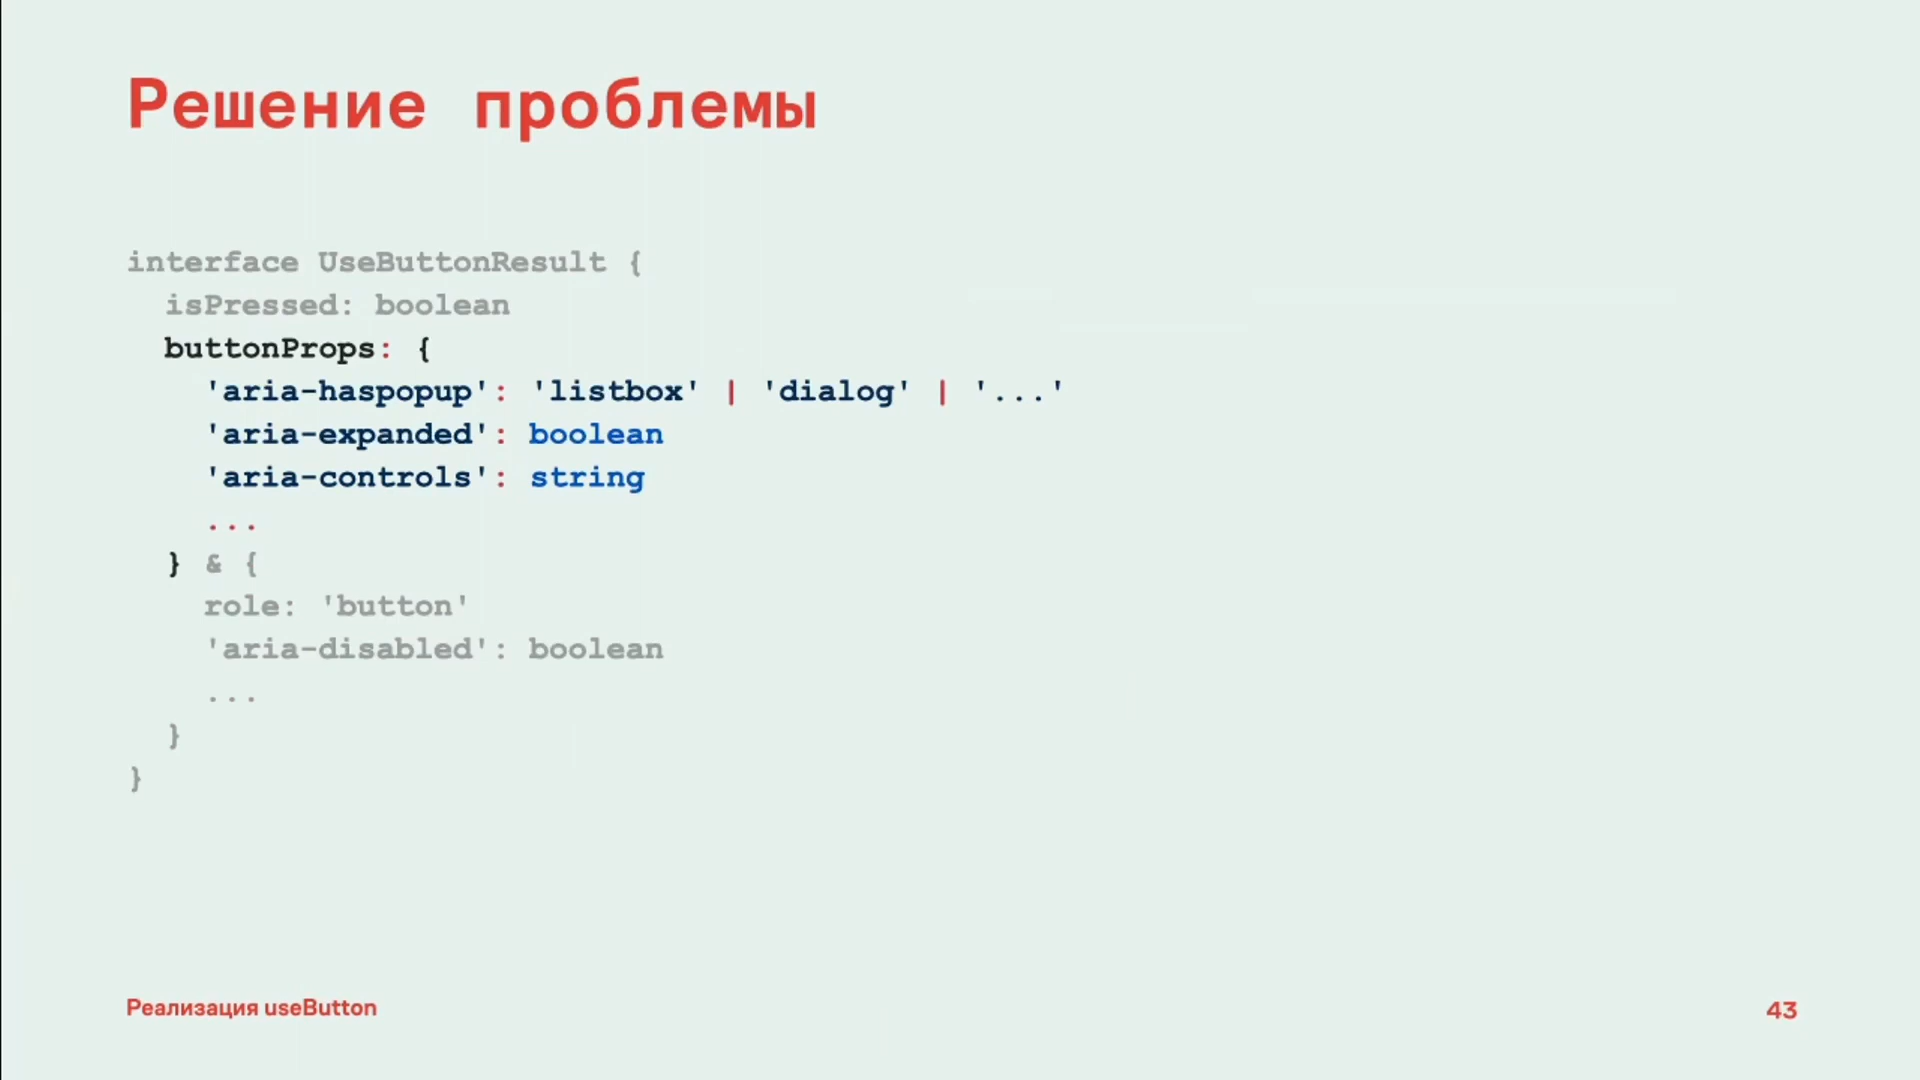 Решение проблемы
interface UseButtonResult {
isPressed: boolean
buttonProps: {
'aria-haspopup': 'listbox' | 'dialog' | '...'
'aria-expanded': boolean
'aria-controls': string
...
} & {
role: 'button'
'aria-disabled': boolean
...
}
}
Реализация useButton
43